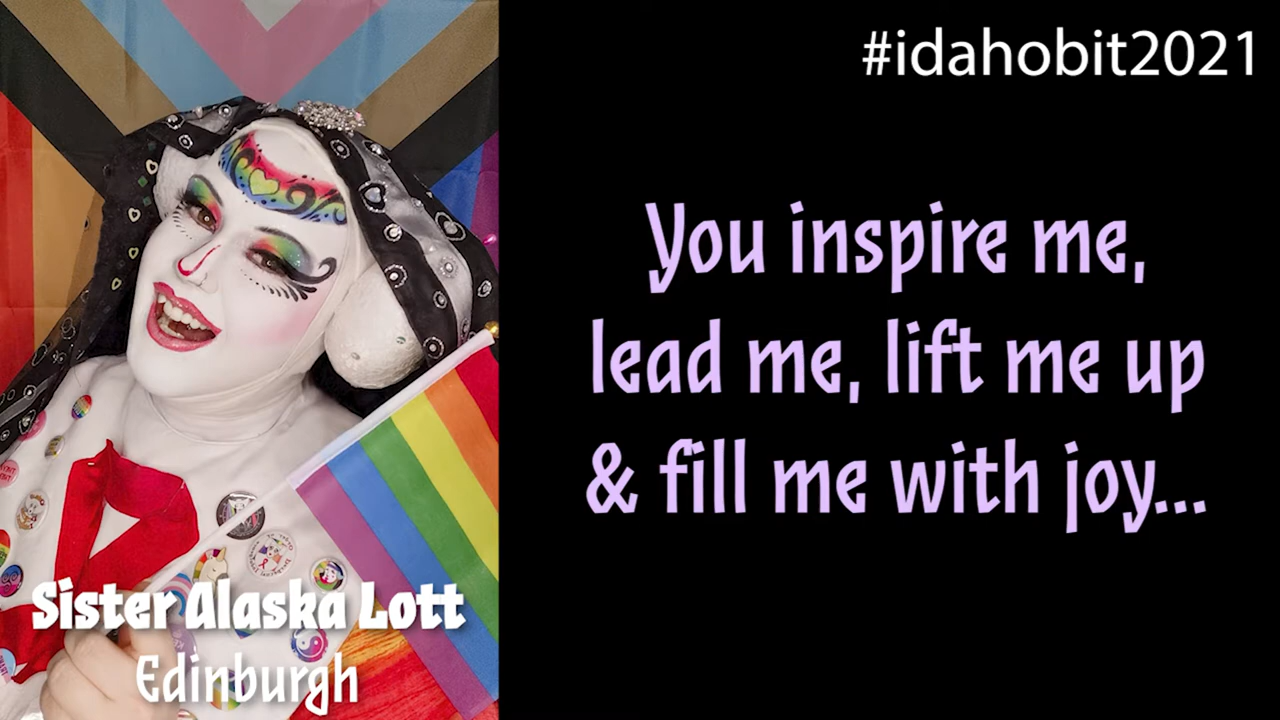 #idahobit2021
You inspire me,
lead me, lift me up
& fill me with joy...
Sister Alaska Lott
Edinburgh